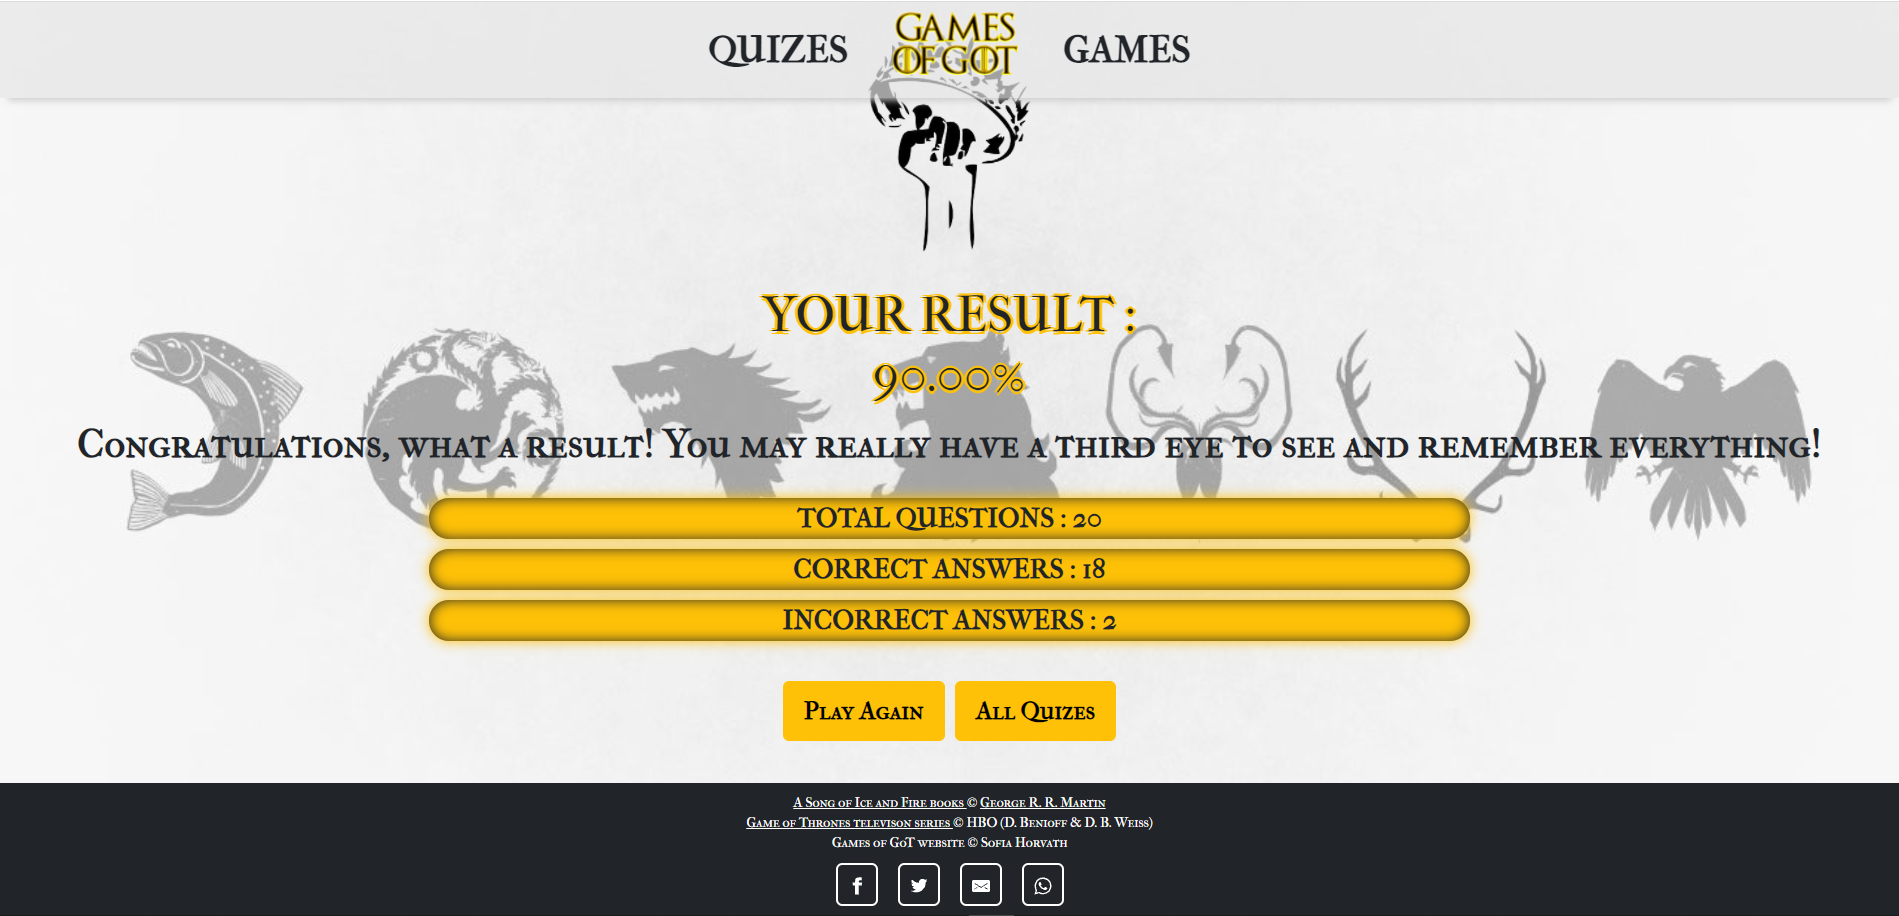 QUIZES
GAMES
OF GOT
GAMES
YOUR RESULT :
90.00%
Congratulations, what a result! You may really have a third eye to see and remember everything!
TOTAL QUESTIONS : 20
CORRECT ANSWERS : 18
INCORRECT ANSWERS : 2
Play Again
All Quizes
A Song of Ice and Fire books © George R. R. Martin
Game of Thrones televison series © HBO (D. Benioff & D. B. Weiss)
Games of GoT website © Sofia Horvath